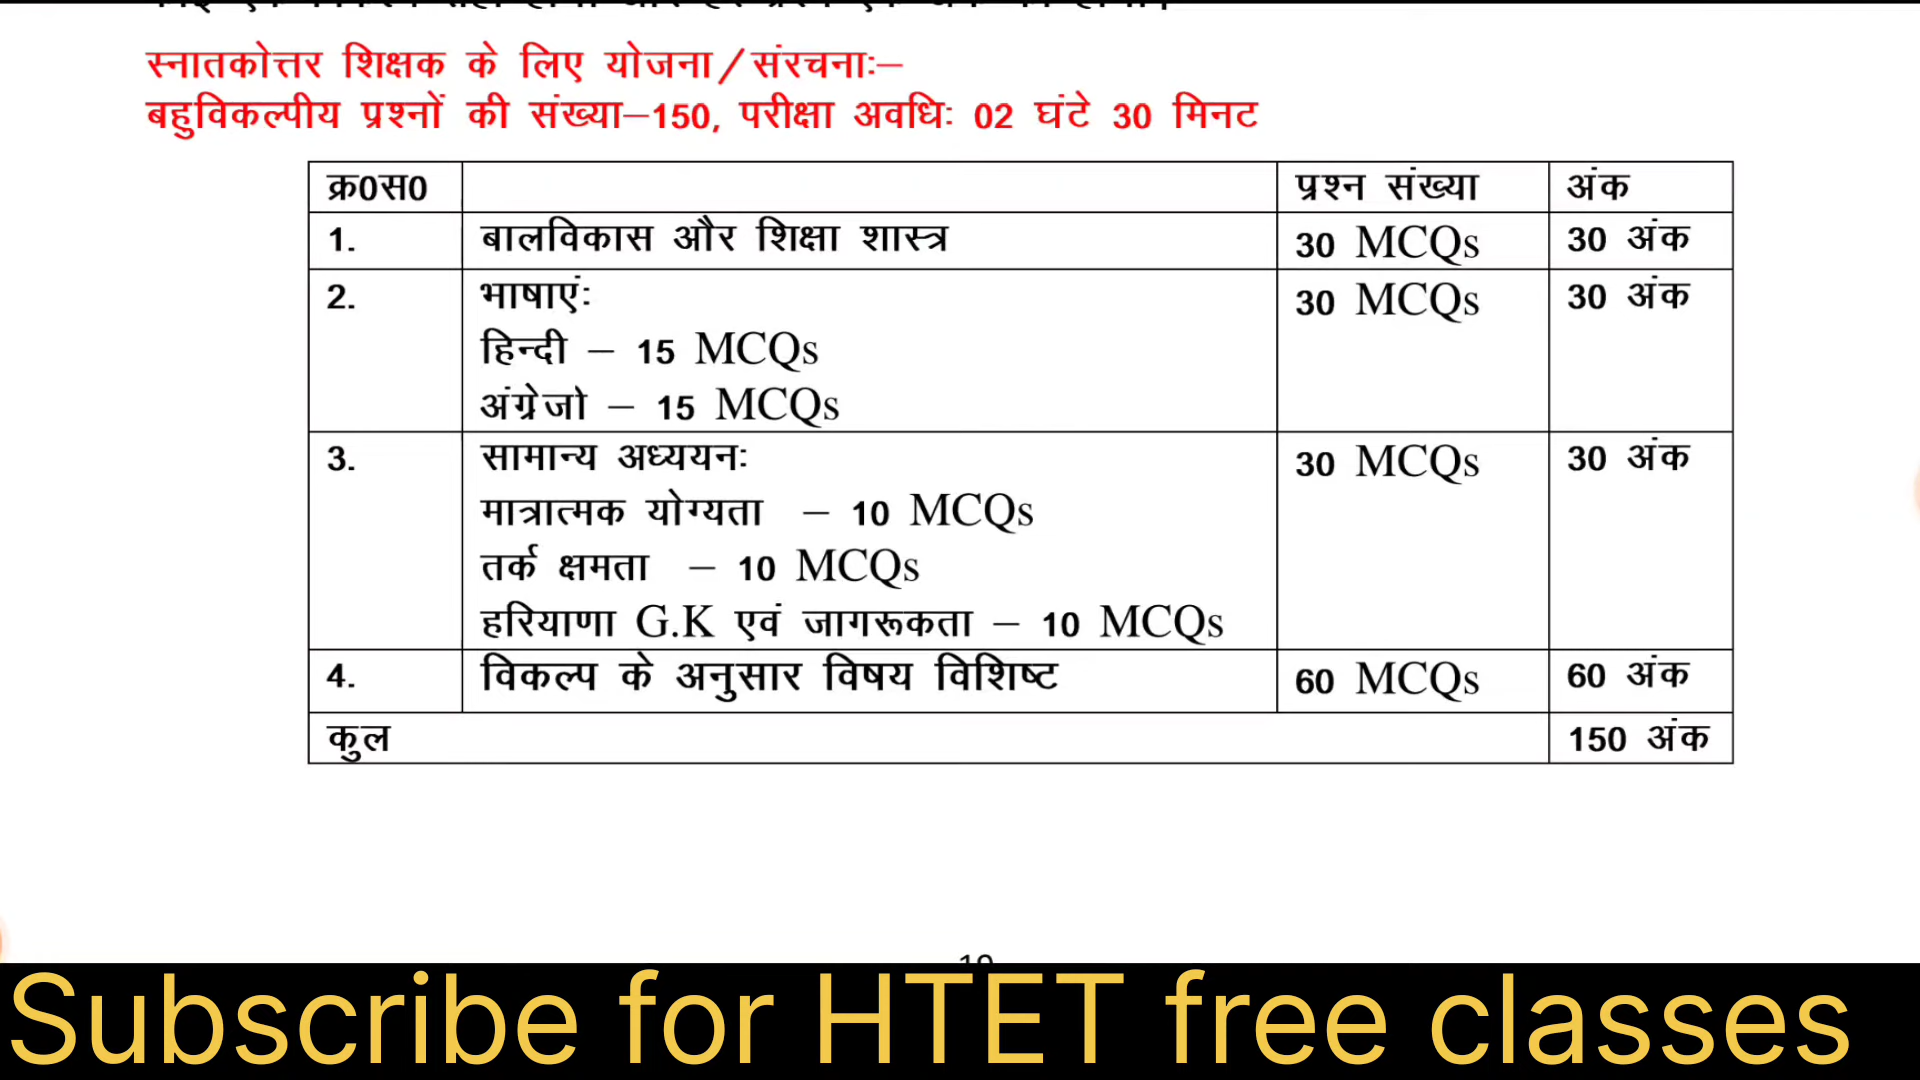 स्नातकोत्तर शिक्षक के लिए योजना/संरचनाः–
बहुविकल्पीय प्रश्नों की संख्या–150, परीक्षा अवधिः 02 घंटे 30 मिनट
क्र0स0 प्रश्न संख्या अंक
1. बालविकास और शिक्षा शास्त्र 30 MCQs 30 अंक
2. भाषाएंः 30 MCQs 30 अंक
हिन्दी – 15 MCQs
अंग्रेजो – 15 MCQs
3. सामान्य अध्ययनः 30 MCQs 30 अंक
मात्रात्मक योग्यता – 10 MCQs
तर्क क्षमता – 10 MCQs
हरियाणा G.K एवं जागरूकता – 10 MCQs
4. विकल्प के अनुसार विषय विशिष्ट 60 MCQs 60 अंक
कुल 150 अंक
Subscribe for HTET free classes